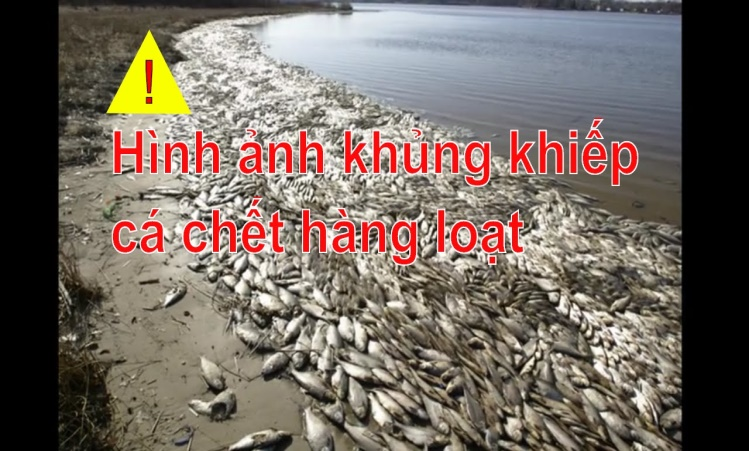 !
Hình ảnh khủng khiếp
cá chết hàng loạt